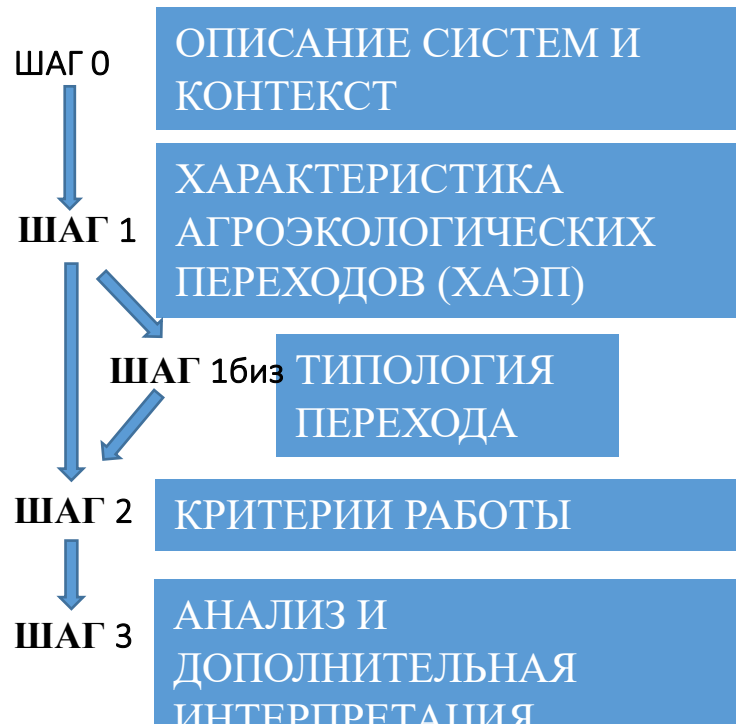 ШАГ 0
ОПИСАНИЕ СИСТЕМ И
КОНТЕКСТ
ШАГ 1
ХАРАКТЕРИСТИКА
АГРОЭКОЛОГИЧЕСКИХ
ПЕРЕХОДОВ (ХАЭП)
ШАГ 1биз
ТИПОЛОГИЯ
ПЕРЕХОДА
ШАГ 2
КРИТЕРИИ РАБОТЫ
ШАГ 3
АНАЛИЗ И
ДОПОЛНИТЕЛЬНАЯ
ИНТЕРПРЕТАЦИЯ